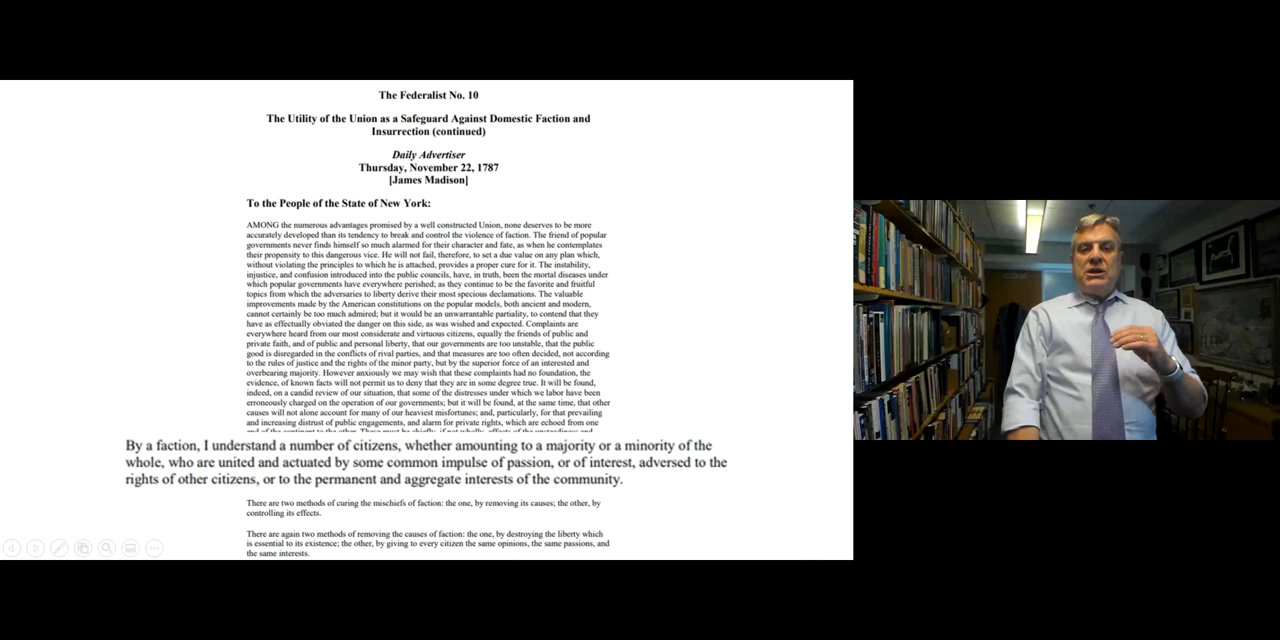 The Federalist No. 10
The Utility of the Union as a Safeguard Against Domestic Faction and
Insurrection (continued)
Daily Advertiser
Thursday, November 22, 1787
[James Madison]
To the People of the State of New York:
AMONG the numerous advantages promised by a well constructed Union, none deserves to be more
accurately developed than its tendency to break and control the violence of faction. The friend of popular
governments never finds himself so much alarmed for their character and fate, as when he contemplates
their propensity to this dangerous vice. He will not fail, therefore, to set a due value on any plan which,
without violating the principles to which he is attached, provides a proper cure for it. The instability,
injustice, and confusion introduced into the public councils, have, in truth, been the mortal diseases under
which popular governments have everywhere perished; as they continue to be the favorite and fruitful
topics from which the adversaries to liberty derive their most specious declamations. The valuable
improvements made by the American constitutions on the popular models, both ancient and modern,
cannot certainly be too much admired; but it would be an unwarrantable partiality, to contend that they
have as effectually obviated the danger on this side, as was wished and expected. Complaints are
everywhere heard from our most considerate and virtuous citizens, equally the friends of public and
private faith, and of public and personal liberty, that our governments are too unstable, that the public
good is disregarded in the conflicts of rival parties, and that measures are too often decided, not according
to the rules of justice and the rights of the minor party, but by the superior force of an interested and
overbearing majority. However anxiously we may wish that these complaints had no foundation, the
evidence, of known facts will not permit us to deny that they are in some degree true. It will be found,
indeed, on a candid review of our situation, that some of the distresses under which we labor have been
erroneously charged on the operation of our governments; but it will be found, at the same time, that other
causes will not alone account for many of our heaviest misfortunes; and, particularly, for that prevailing
and increasing distrust of public engagements, and alarm for private rights, which are echoed from one
By a faction, I understand a number of citizens, whether amounting to a majority or a minority of the
whole, who are united and actuated by some common impulse of passion, or of interest, adversed to the
rights of other citizens, or to the permanent and aggregate interests of the community.
There are two methods of curing the mischiefs of faction: the one, by removing its causes; the other, by
controlling its effects.
There are again two methods of removing the causes of faction: the one, by destroying the liberty which
is essential to its existence; the other, by giving to every citizen the same opinions, the same passions, and
the same interests.